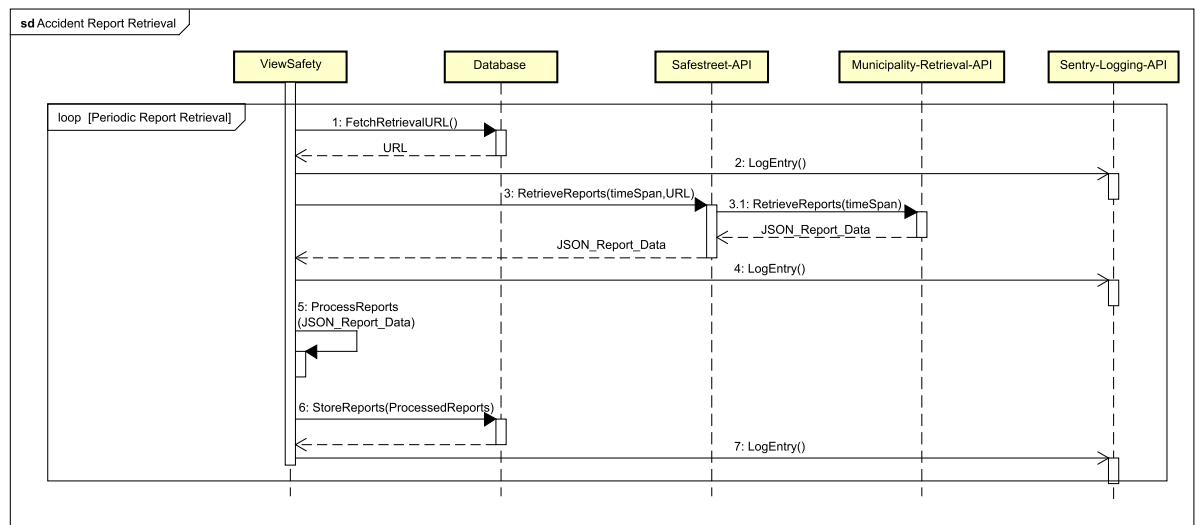 sd Accident Report Retrieval
ViewSafety
Database
Safestreet-API
Municipality-Retrieval-API
Sentry-Logging-API
loop [Periodic Report Retrieval]
1: FetchRetrievalURL()
URL
2: LogEntry()
3: RetrieveReports(timeSpan,URL)
3.1: RetrieveReports(timeSpan)
JSON_Report_Data
JSON_Report_Data
4: LogEntry()
5: ProcessReports
(JSON_Report_Data)
6: StoreReports(ProcessedReports)
7: LogEntry()